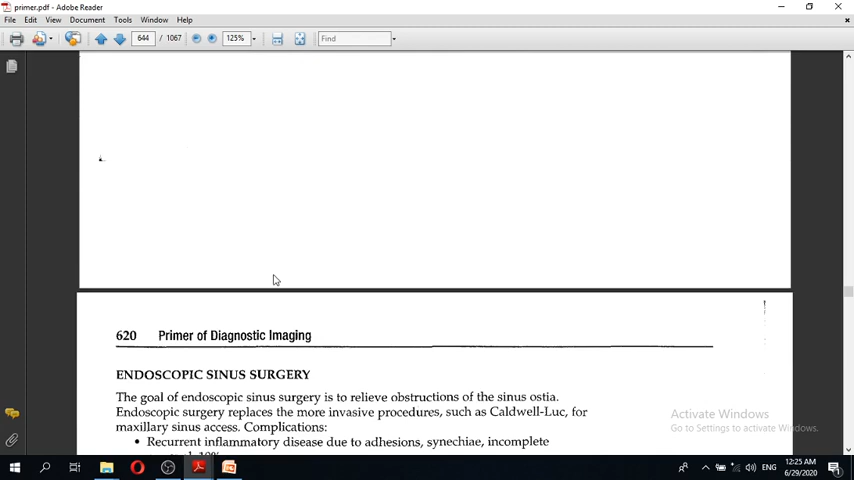 primer.pdf - Adobe Reader
File Edit View Document Tools Window Help
644 / 1067 125% Find
620 Primer of Diagnostic Imaging
ENDOSCOPIC SINUS SURGERY
The goal of endoscopic sinus surgery is to relieve obstructions of the sinus ostia.
Endoscopic surgery replaces the more invasive procedures, such as Caldwell-Luc, for
maxillary sinus access. Complications:
• Recurrent inflammatory disease due to adhesions, synechiae, incomplete
Activate Windows
Go to Settings to activate Windows.
ENG
12:25 AM
6/29/2020